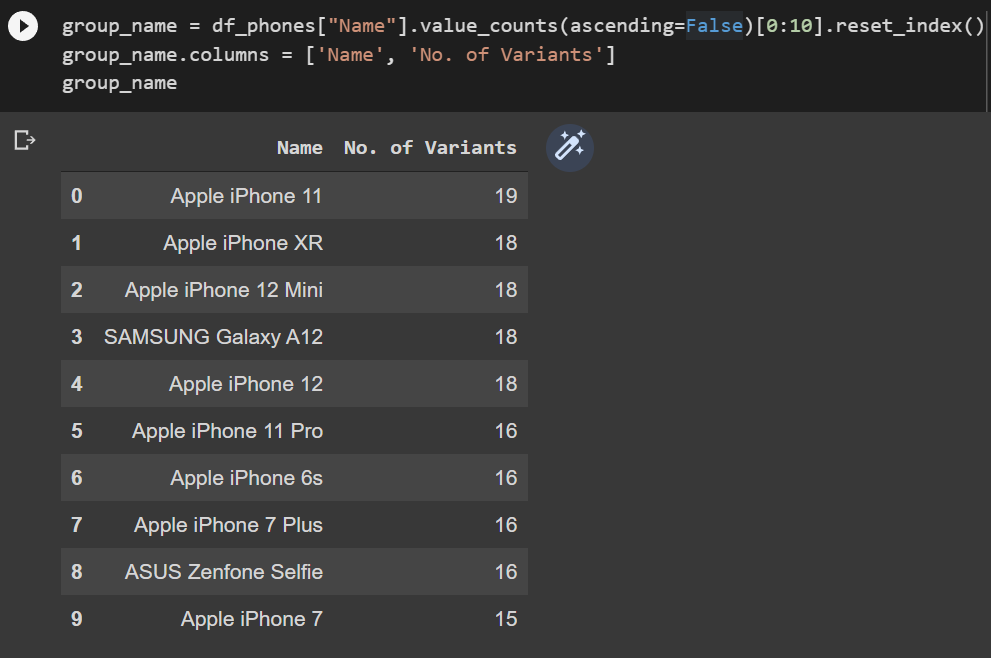 group_name = df_phones["Name"].value_counts(ascending=False)[0:10].reset_index()
group_name.columns = ['Name', 'No. of Variants']
group_name
Name No. of Variants
0 Apple iPhone 11 19
1 Apple iPhone XR 18
2 Apple iPhone 12 Mini 18
3 SAMSUNG Galaxy A12 18
4 Apple iPhone 12 18
5 Apple iPhone 11 Pro 16
6 Apple iPhone 6s 16
7 Apple iPhone 7 Plus 16
8 ASUS Zenfone Selfie 16
9 Apple iPhone 7 15